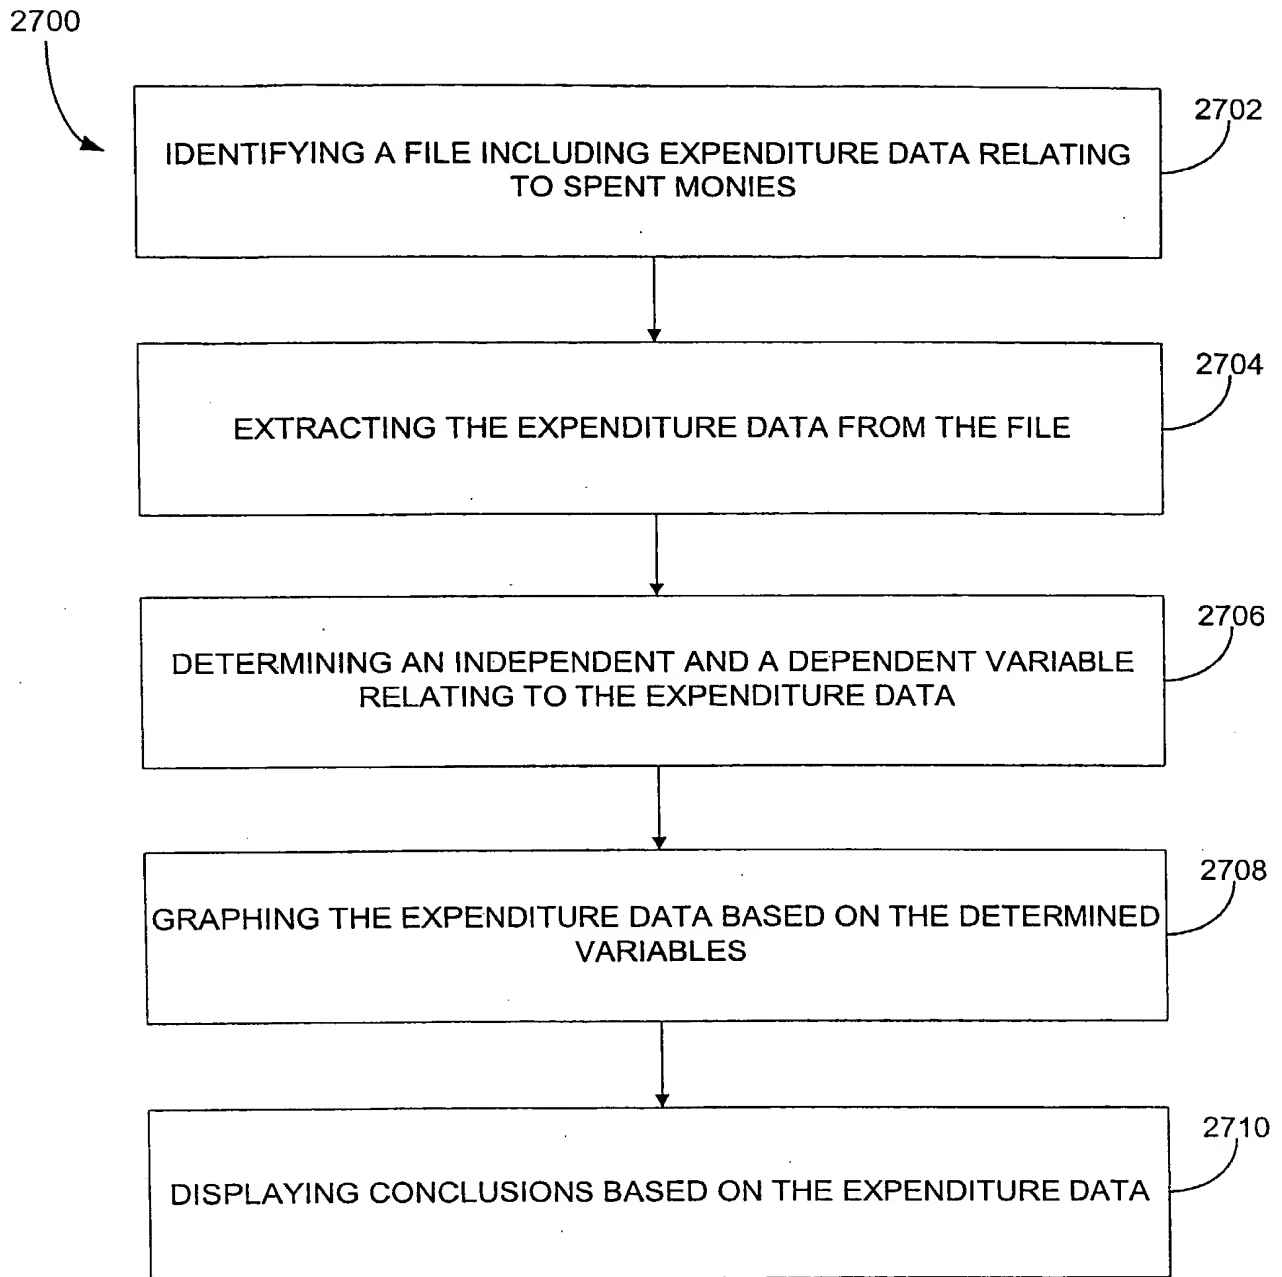 2700
2702
IDENTIFYING A FILE INCLUDING EXPENDITURE DATA RELATING
TO SPENT MONIES
2704
EXTRACTING THE EXPENDITURE DATA FROM THE FILE
2706
DETERMINING AN INDEPENDENT AND A DEPENDENT VARIABLE
RELATING TO THE EXPENDITURE DATA
2708
GRAPHING THE EXPENDITURE DATA BASED ON THE DETERMINED
VARIABLES
2710
DISPLAYING CONCLUSIONS BASED ON THE EXPENDITURE DATA